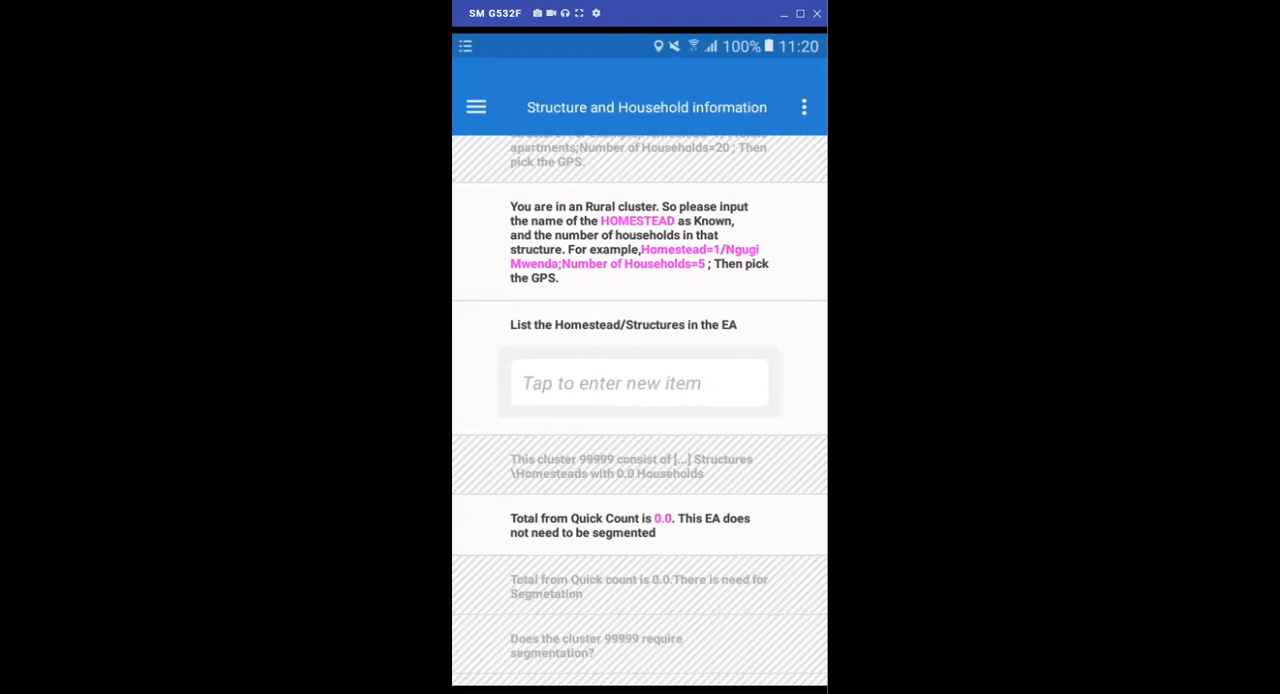 SM G532F
100% 11:20
Structure and Household information
apartments;Number of Households=20 ; Then
pick the GPS.
You are in an Rural cluster. So please input
the name of the HOMESTEAD as Known,
and the number of households in that
structure. For example,Homestead=1/Ngugi
Mwenda;Number of Households=5 ; Then pick
the GPS.
List the Homestead/Structures in the EA
Tap to enter new item
This cluster 99999 consist of [...] Structures
\Homesteads with 0.0 Households
Total from Quick Count is 0.0. This EA does
not need to be segmented
Total from Quick count is 0.0.There is need for
Segmetation
Does the cluster 99999 require
segmentation?